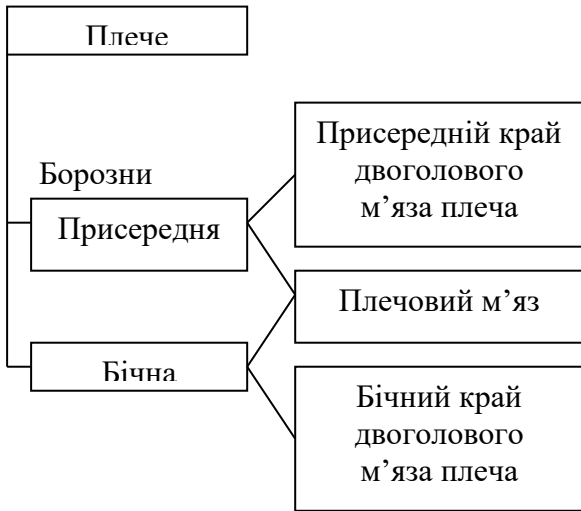 Плече
Борозни
Присередня
Бічна
Присередній край
двоголового
м’яза плеча
Плечовий м’яз
Бічний край
двоголового
м’яза плеча